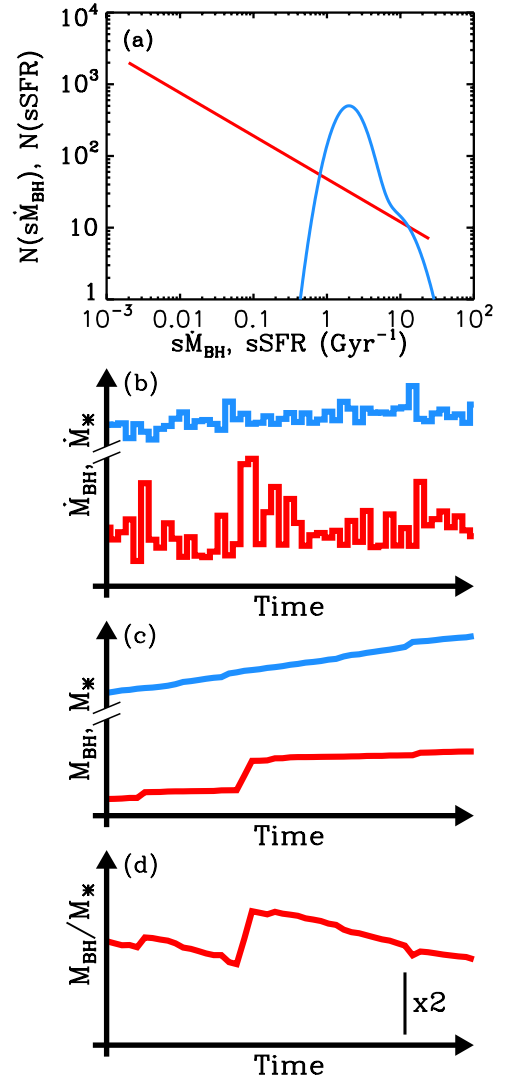 (a)
10⁴
10³
10²
10
1
N(sṀ_BH), N(sSFR)
10⁻³ 0.01 0.1 1 10 10²
sṀ_BH, sSFR (Gyr⁻¹)
(b)
Ṁ_BH, Ṁ_*
Time
(c)
M_BH, M_*
Time
(d)
M_BH/M_*
x2
Time